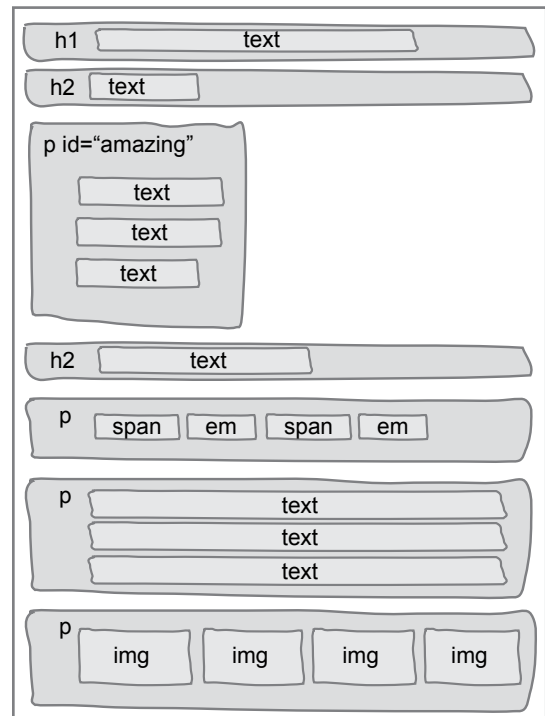 h1 text
h2 text
p id=“amazing”
text
text
text
h2 text
p span em span em
p text
text
text
p
img img img img